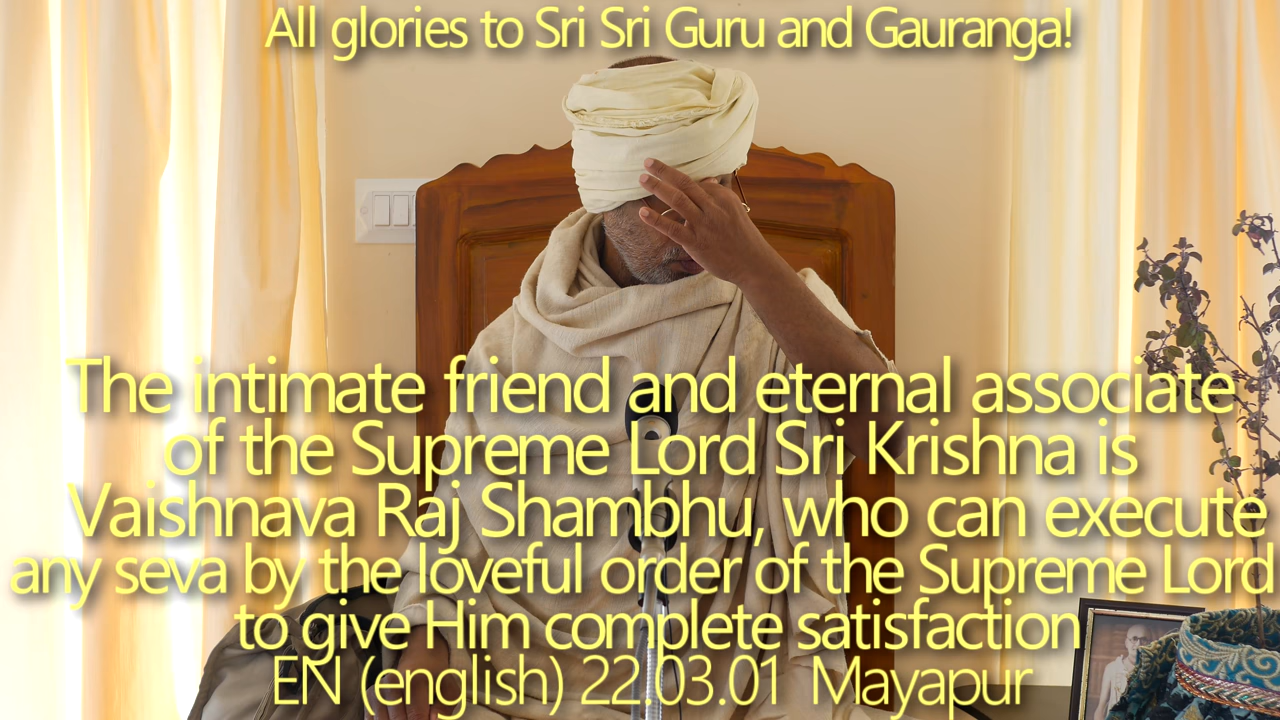 All glories to Sri Sri Guru and Gauranga!
The intimate friend and eternal associate
of the Supreme Lord Sri Krishna is
Vaishnava Raj Shambhu, who can execute
any seva by the loveful order of the Supreme Lord
to give Him complete satisfaction
EN (english) 22.03.01 Mayapur